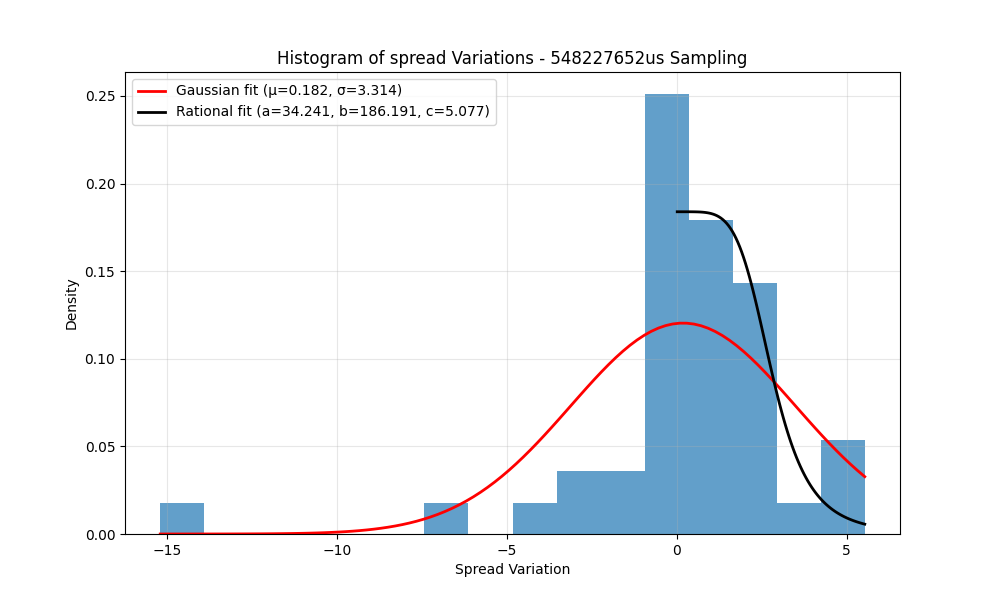 Histogram of spread Variations - 548227652us Sampling
Gaussian fit (μ=0.182, σ=3.314)
Rational fit (a=34.241, b=186.191, c=5.077)
0.25
0.20
0.15
0.10
0.05
0.00
Density
−15
−10
−5
0
5
Spread Variation